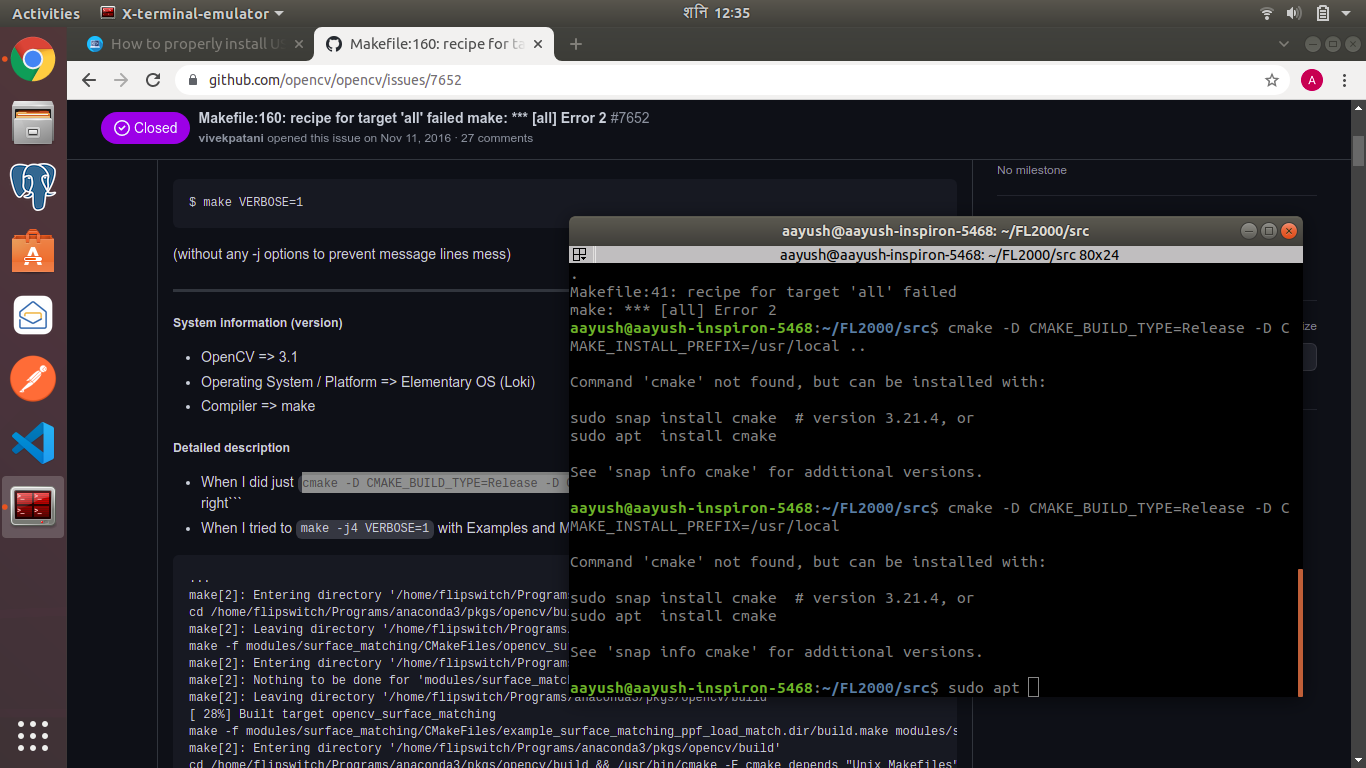 Activities X-terminal-emulator शनि 12:35
How to properly install U
Makefile:160: recipe for ta
github.com/opencv/opencv/issues/7652
A
Closed
Makefile:160: recipe for target 'all' failed make: *** [all] Error 2 #7652
vivekpatani opened this issue on Nov 11, 2016 · 27 comments
No milestone
$ make VERBOSE=1
(without any -j options to prevent message lines mess)
System information (version)
• OpenCV => 3.1
• Operating System / Platform => Elementary OS (Loki)
• Compiler => make
Detailed description
• When I did just cmake -D CMAKE_BUILD_TYPE=Release -D
right```
• When I tried to make -j4 VERBOSE=1 with Examples and
...
make[2]: Entering directory '/home/flipswitch/Programs
cd /home/flipswitch/Programs/anaconda3/pkgs/opencv/bui
make[2]: Leaving directory '/home/flipswitch/Programs/
make -f modules/surface_matching/CMakeFiles/opencv_su
make[2]: Entering directory '/home/flipswitch/Programs
make[2]: Nothing to be done for 'modules/surface_matc
make[2]: Leaving directory '/home/flipswitch/Programs/anaconda3/pkgs/opencv/build'
[ 28%] Built target opencv_surface_matching
make -f modules/surface_matching/CMakeFiles/example_surface_matching_ppf_load_match.dir/build.make modules/s
make[2]: Entering directory '/home/flipswitch/Programs/anaconda3/pkgs/opencv/build'
cd /home/flipswitch/Programs/anaconda3/pkgs/opencv/build && /usr/bin/cmake -E cmake_depends "Unix Makefiles"
aayush@aayush-inspiron-5468: ~/FL2000/src
aayush@aayush-inspiron-5468: ~/FL2000/src 80x24
.
Makefile:41: recipe for target 'all' failed
make: *** [all] Error 2
aayush@aayush-inspiron-5468:~/FL2000/src$ cmake -D CMAKE_BUILD_TYPE=Release -D C
MAKE_INSTALL_PREFIX=/usr/local ..
Command 'cmake' not found, but can be installed with:
sudo snap install cmake  # version 3.21.4, or
sudo apt  install cmake
See 'snap info cmake' for additional versions.
aayush@aayush-inspiron-5468:~/FL2000/src$ cmake -D CMAKE_BUILD_TYPE=Release -D C
MAKE_INSTALL_PREFIX=/usr/local
Command 'cmake' not found, but can be installed with:
sudo snap install cmake  # version 3.21.4, or
sudo apt  install cmake
See 'snap info cmake' for additional versions.
aayush@aayush-inspiron-5468:~/FL2000/src$ sudo apt